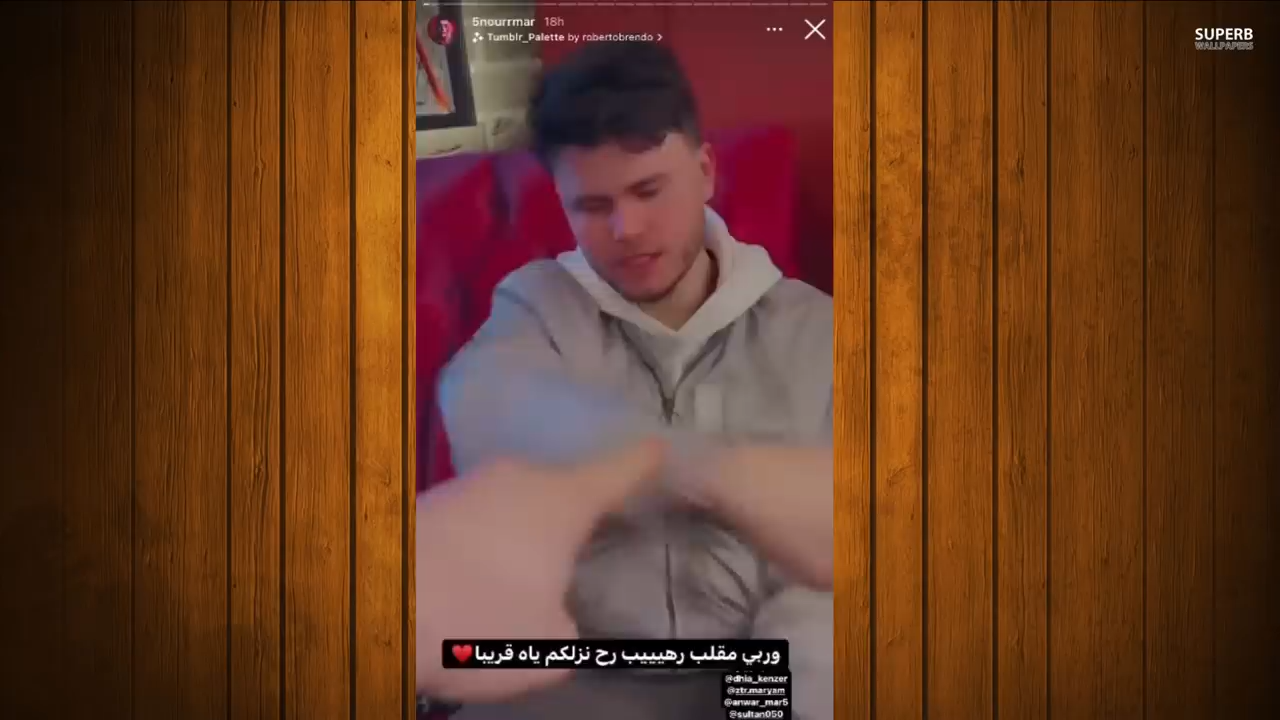 5nourrmar 18h
Tumblr_Palette by robertobrendo >
SUPERB
WALLPAPERS
وربي مقلب رهيييب رح نزلكم ياه قريبا❤️
@dhia_kenzer
@ztr.maryam
@anwar_mar5
@sultan050